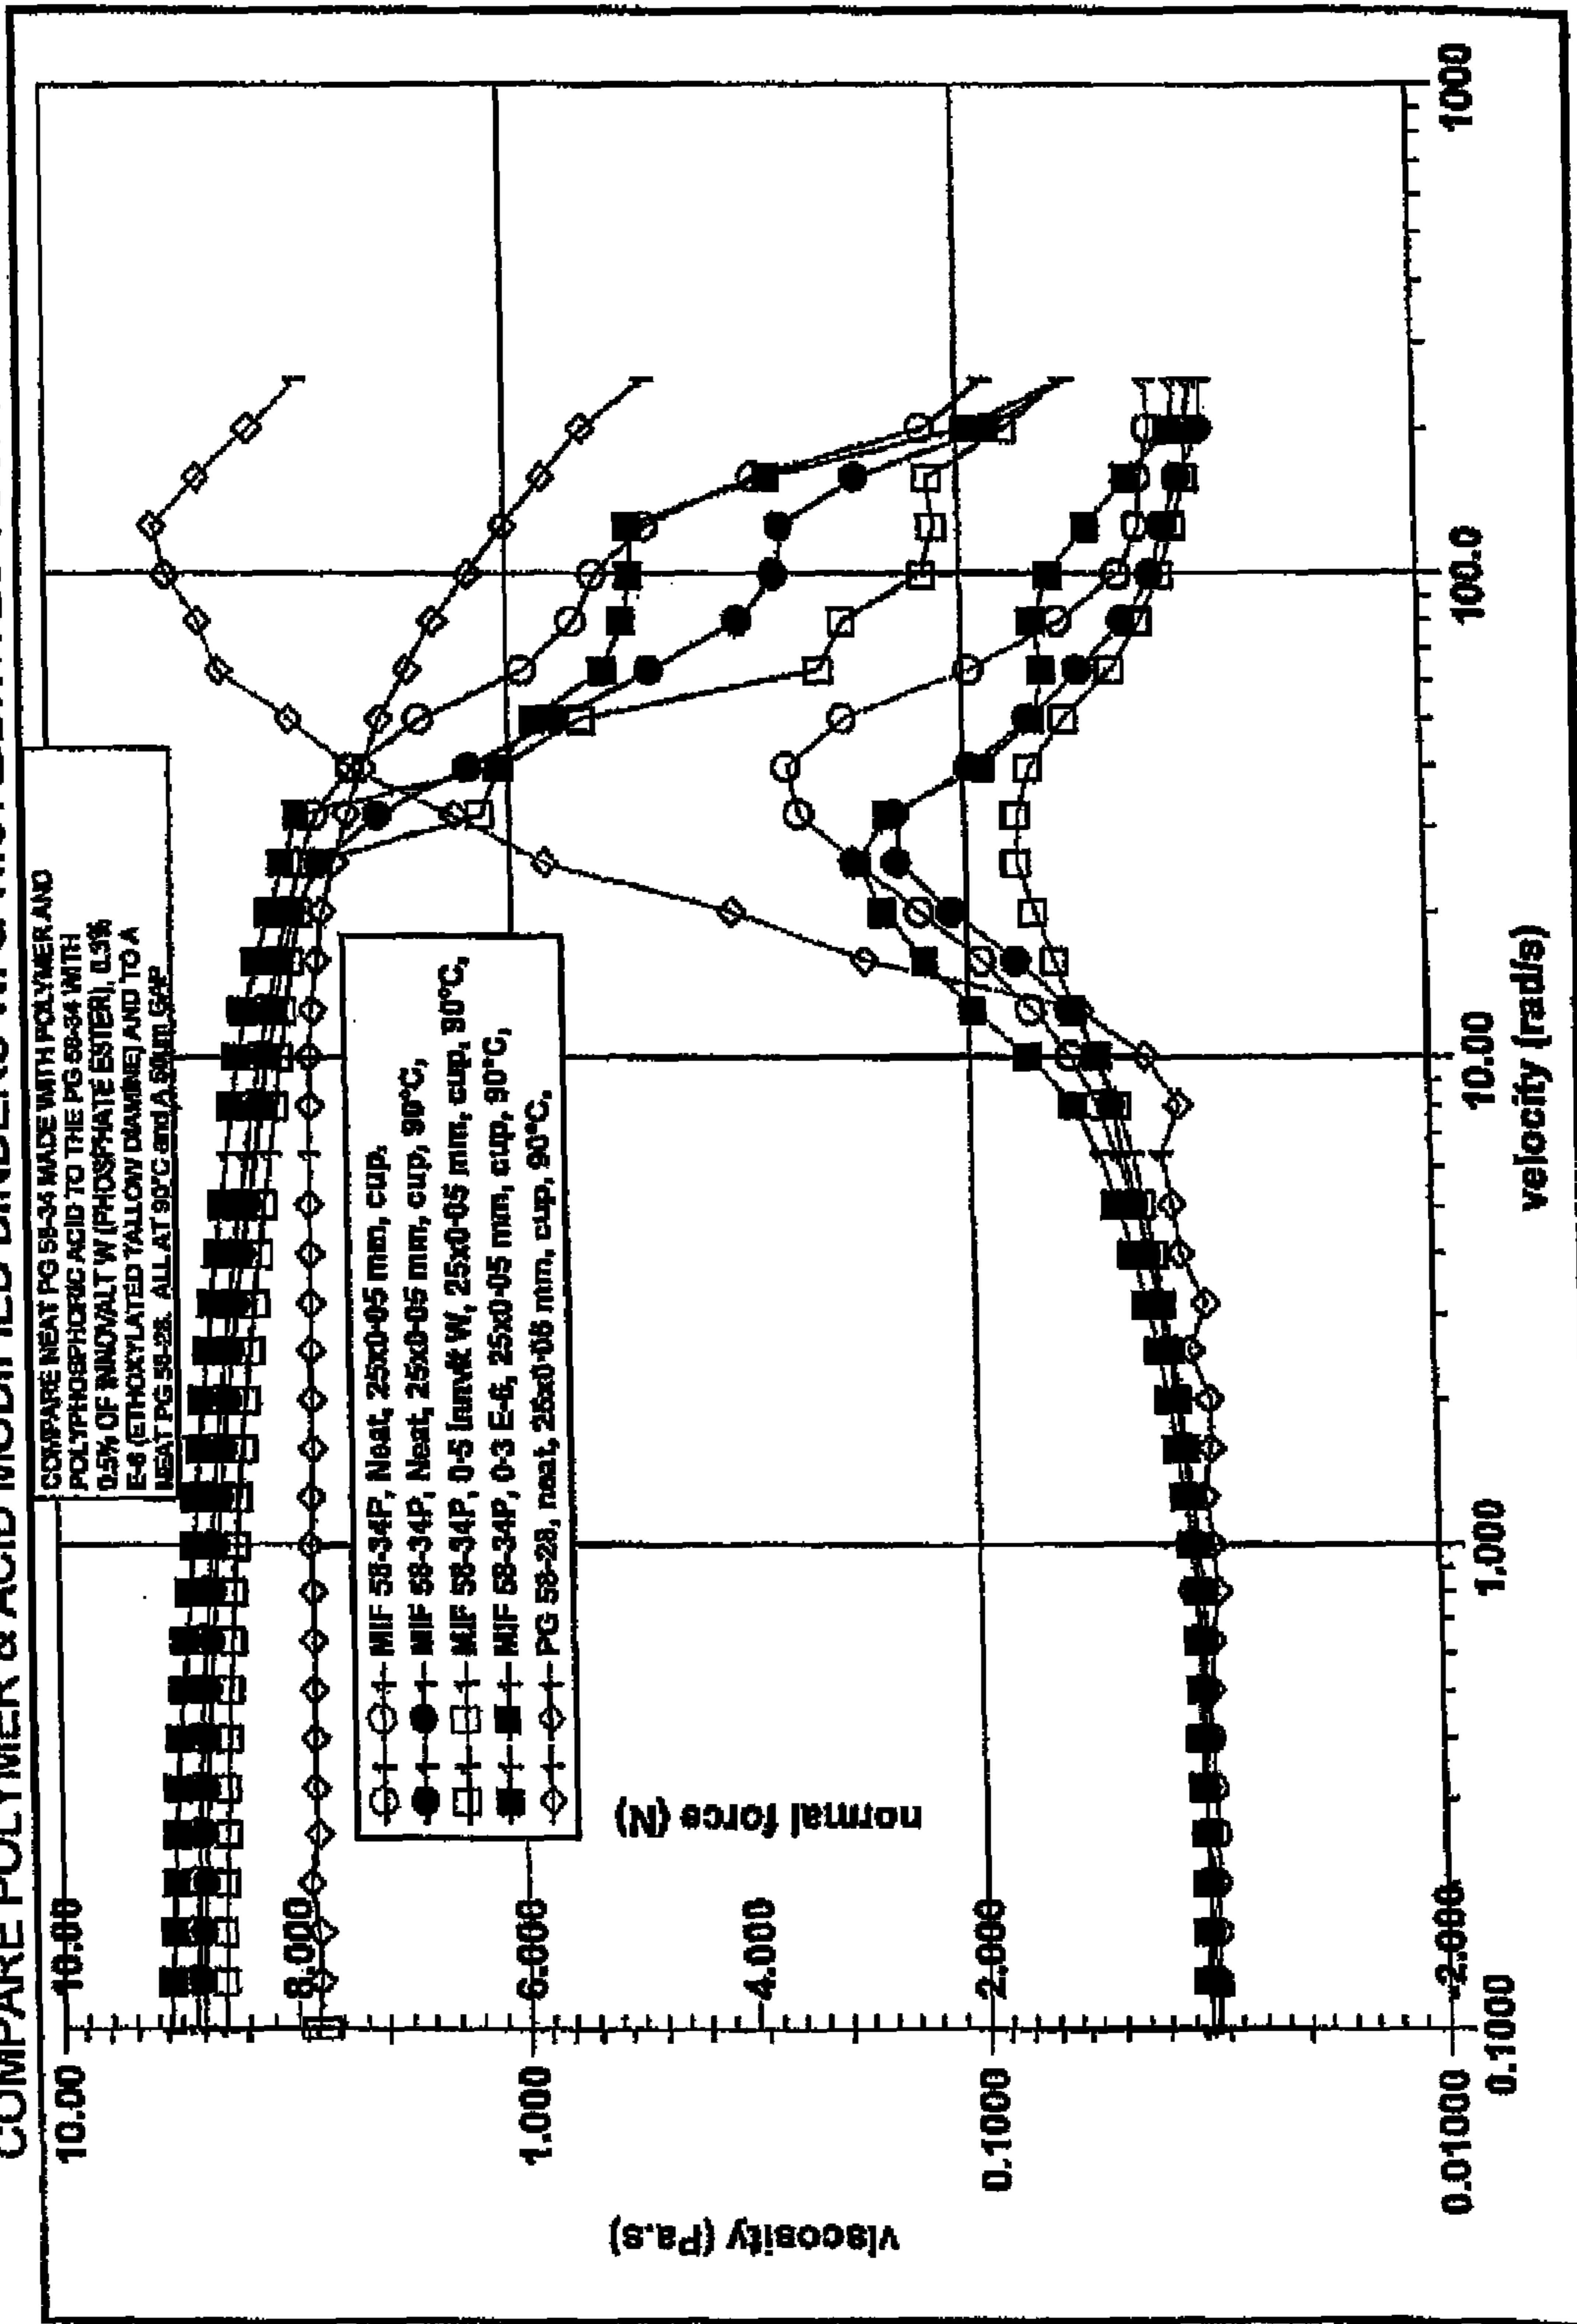 COMPARE POLYMER & ACID MODIFIED BINDERS
COMPARE NEAT PG 58-34 MADE WITH POLYMER AND
POLYPHOSPHORIC ACID TO THE PG 58-34 WITH
0.5% OF INNOVALT W (PHOSPHATE ESTER), 0.3%
E-6 (ETHOXYLATED TALLOW DIAMINE) AND TO A
NEAT PG 58-28. ALL AT 90°C and A 50um GAP
MIF 58-34P, Neat, 25x0-05 mm, cup.
MIF 58-34P, Neat, 25x0-05 mm, cup, 90°C,
MIF 58-34P, 0-5 Innvlt W, 25x0-05 mm, cup. 90°C,
MIF 58-34P, 0-3 E-6, 25x0-05 mm, cup, 90°C,
PG 58-28, neat, 25x0-05 mm, cup, 90°C.
viscosity (Pa.s)
10.00
1.000
0.1000
0.01000
normal force (N)
10.00
8.000
6.000
4.000
2.000
-2.000
0.1000
1.000
10.00
100.0
1000
velocity (rad/s)